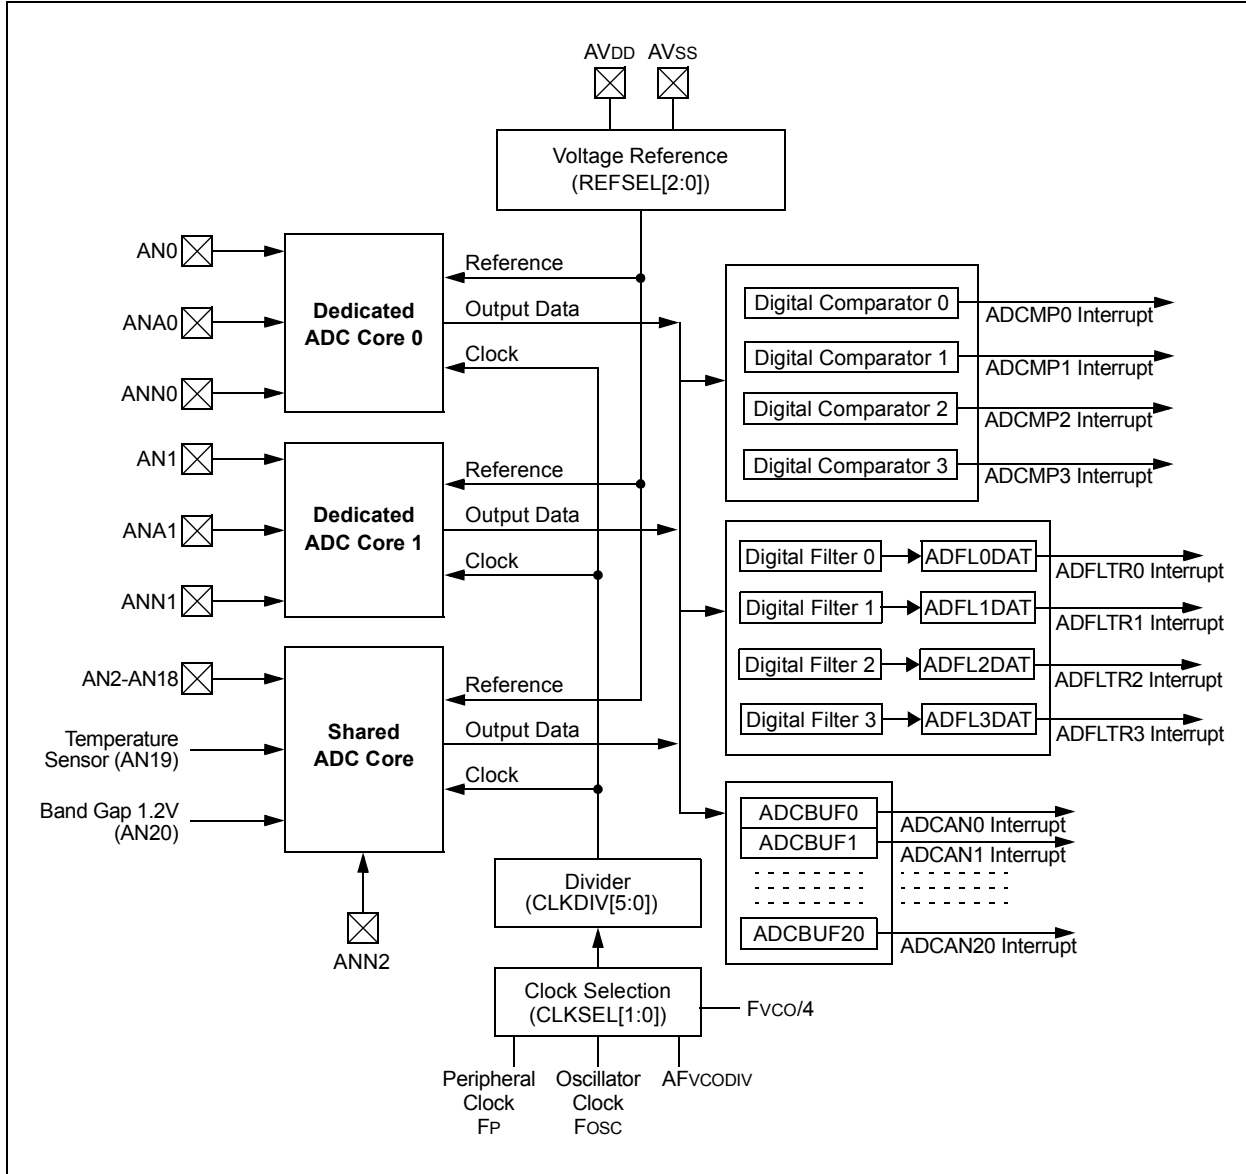 AVDD
AVSS
Voltage Reference
(REFSEL[2:0])
AN0
ANA0
ANN0
Dedicated
ADC Core 0
Reference
Output Data
Clock
AN1
ANA1
ANN1
Dedicated
ADC Core 1
Reference
Output Data
Clock
AN2-AN18
Temperature
Sensor (AN19)
Band Gap 1.2V
(AN20)
Shared
ADC Core
Reference
Output Data
Clock
ANN2
Divider
(CLKDIV[5:0])
Clock Selection
(CLKSEL[1:0])
FVCO/4
Peripheral
Clock
FP
Oscillator
Clock
FOSC
AFVCODIV
Digital Comparator 0
ADCMP0 Interrupt
Digital Comparator 1
ADCMP1 Interrupt
Digital Comparator 2
ADCMP2 Interrupt
Digital Comparator 3
ADCMP3 Interrupt
Digital Filter 0
ADFL0DAT
ADFLTR0 Interrupt
Digital Filter 1
ADFL1DAT
ADFLTR1 Interrupt
Digital Filter 2
ADFL2DAT
ADFLTR2 Interrupt
Digital Filter 3
ADFL3DAT
ADFLTR3 Interrupt
ADCBUF0
ADCAN0 Interrupt
ADCBUF1
ADCAN1 Interrupt
ADCBUF20
ADCAN20 Interrupt